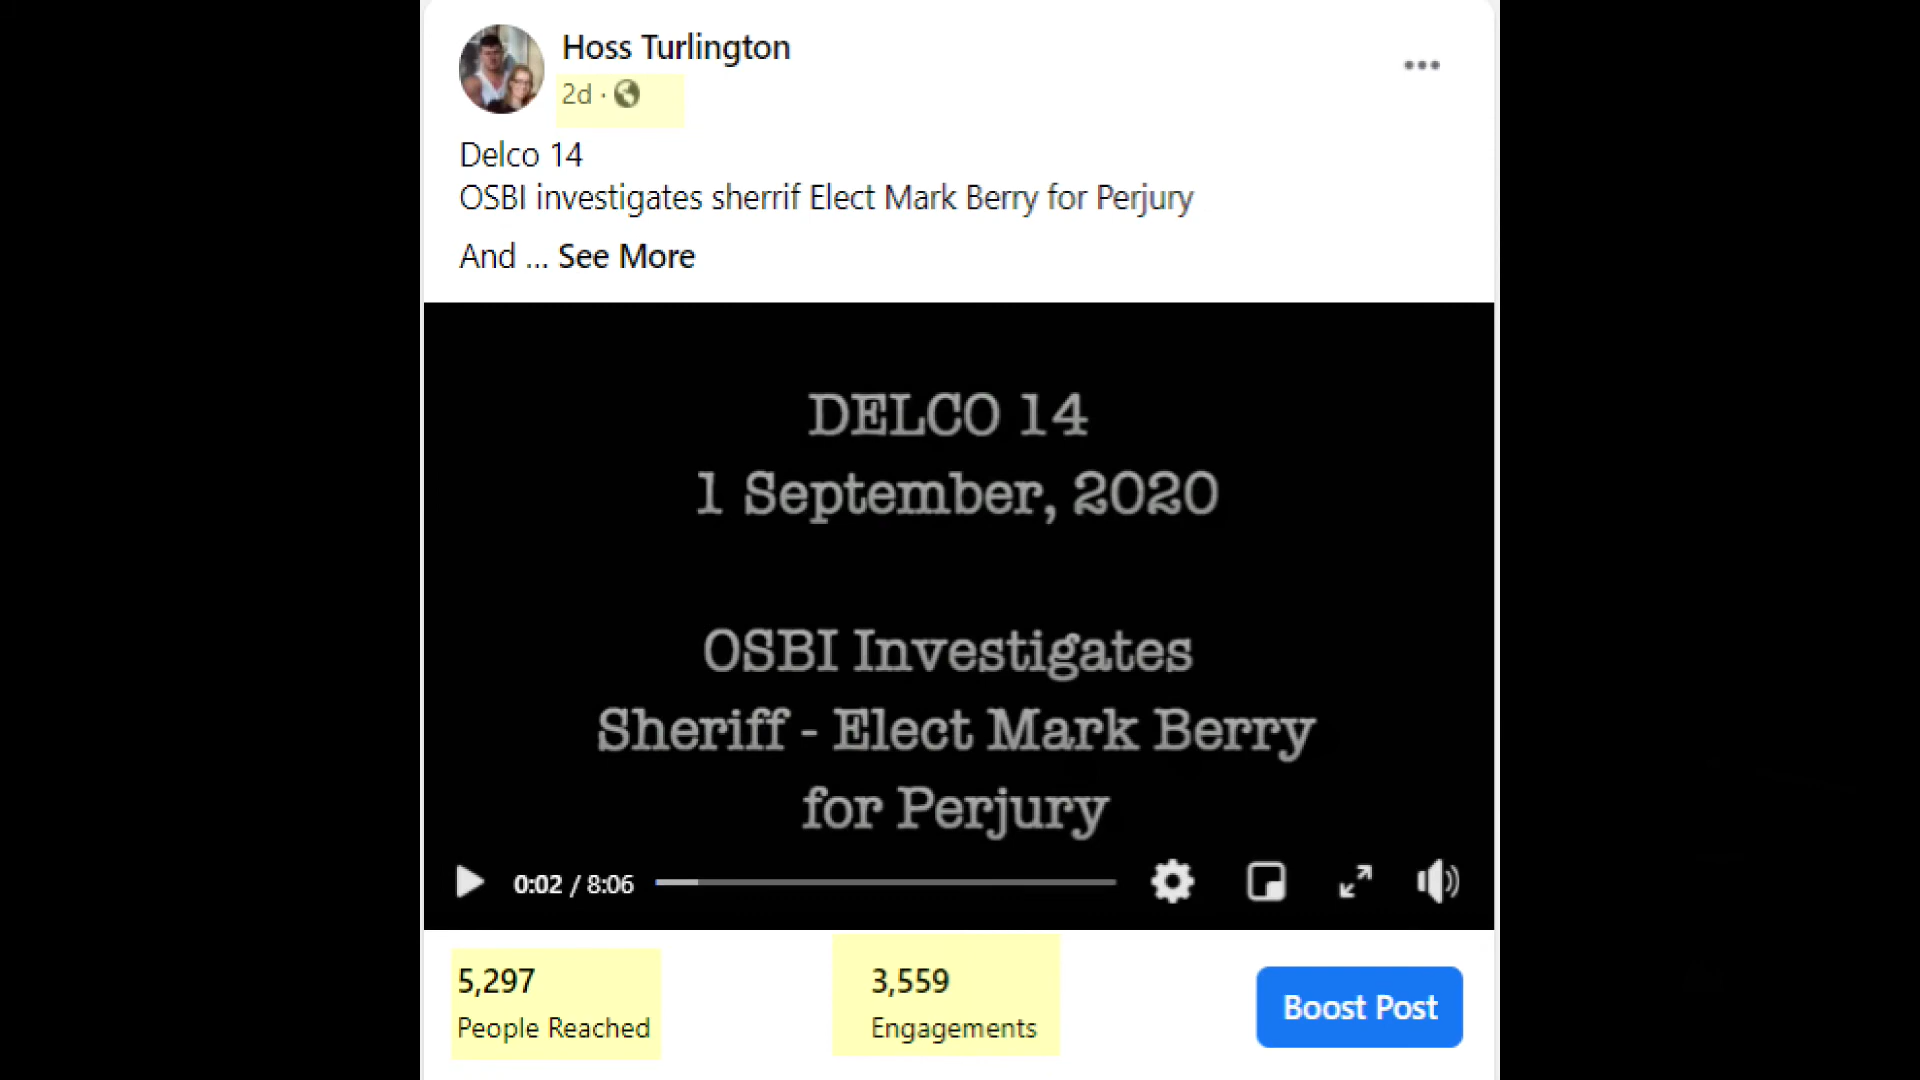 Hoss Turlington
2d ·
Delco 14
OSBI investigates sherrif Elect Mark Berry for Perjury
And ... See More
DELCO 14
1 September, 2020
OSBI Investigates
Sheriff - Elect Mark Berry
for Perjury
0:02 / 8:06
5,297
People Reached
3,559
Engagements
Boost Post